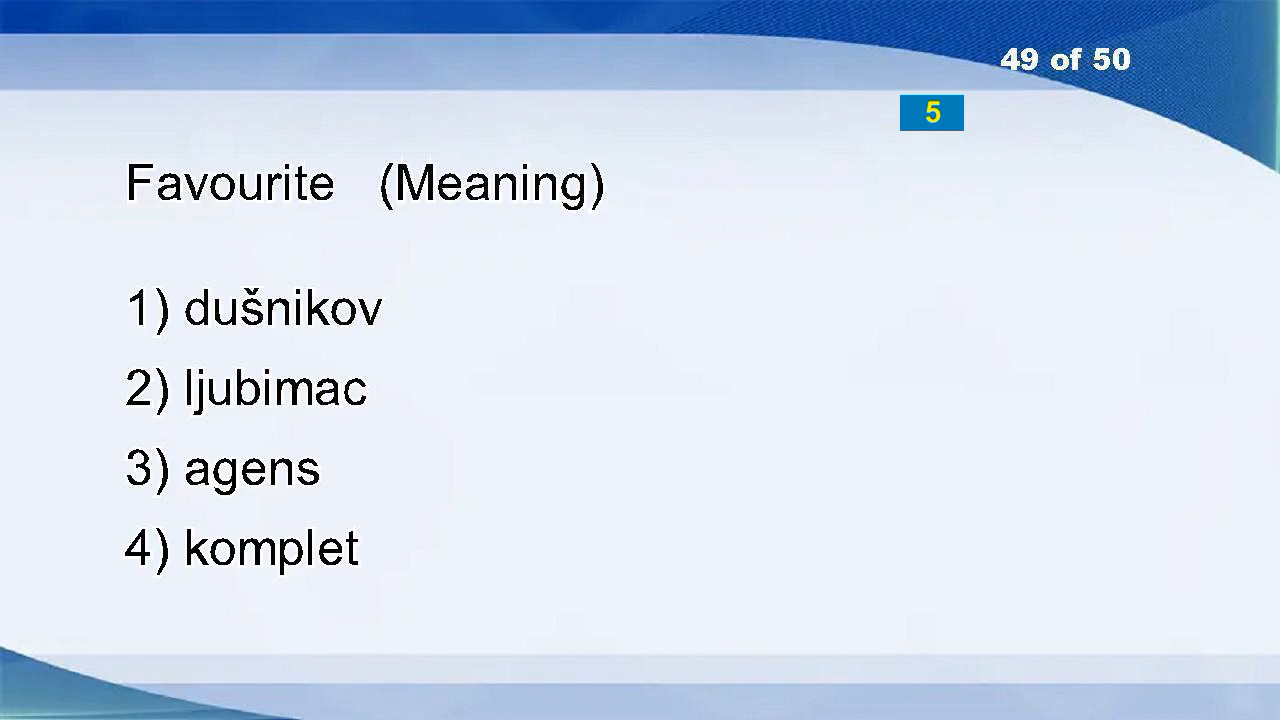 49 of 50
5
Favourite (Meaning)
1) dušnikov
2) ljubimac
3) agens
4) komplet